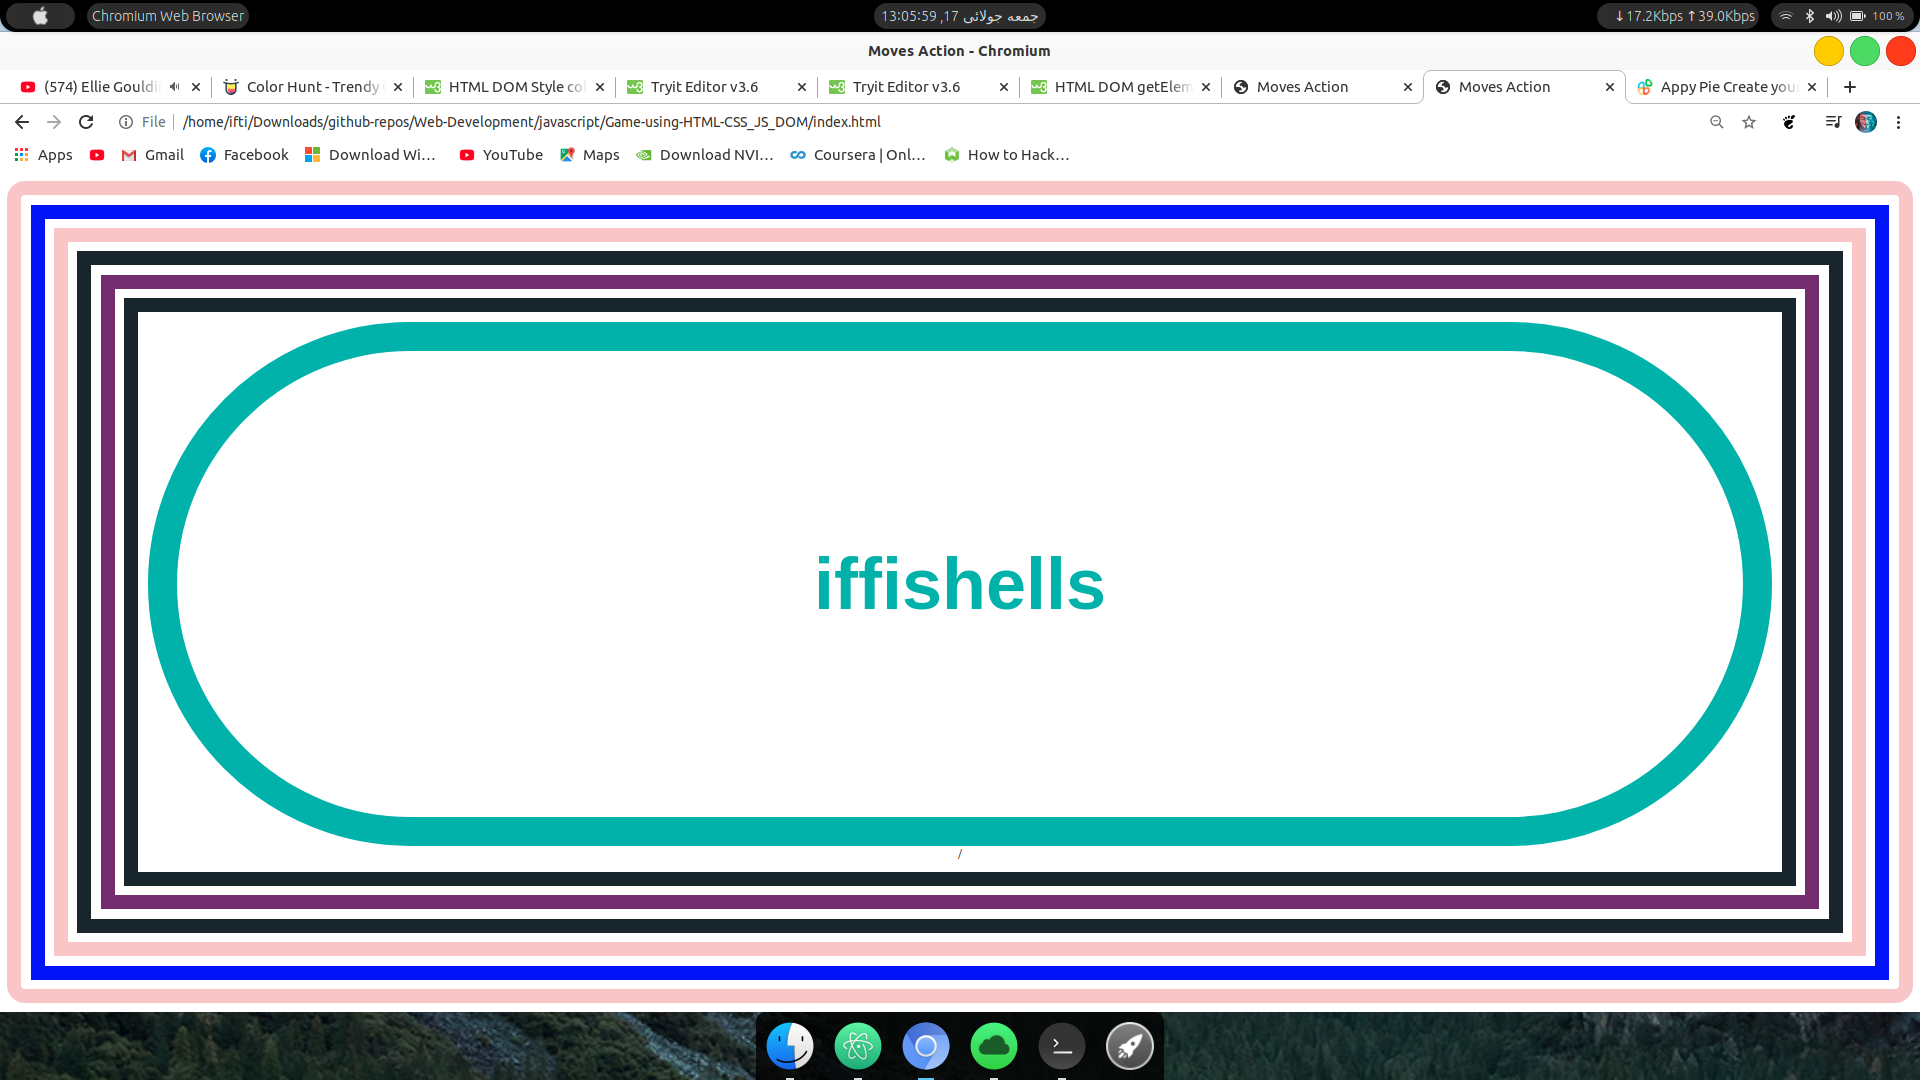 Chromium Web Browser
13:05:59 ,17 جمعه جولائی
↓17.2Kbps ↑39.0Kbps
100 %
Moves Action - Chromium
(574) Ellie Gouldi
Color Hunt - Trendy
HTML DOM Style co
Tryit Editor v3.6
Tryit Editor v3.6
HTML DOM getElem
Moves Action
Moves Action
Appy Pie Create you
File
/home/ifti/Downloads/github-repos/Web-Development/javascript/Game-using-HTML-CSS_JS_DOM/index.html
Apps
Gmail
Facebook
Download Wi...
YouTube
Maps
Download NVI...
Coursera | Onl...
How to Hack...
iffishells
/